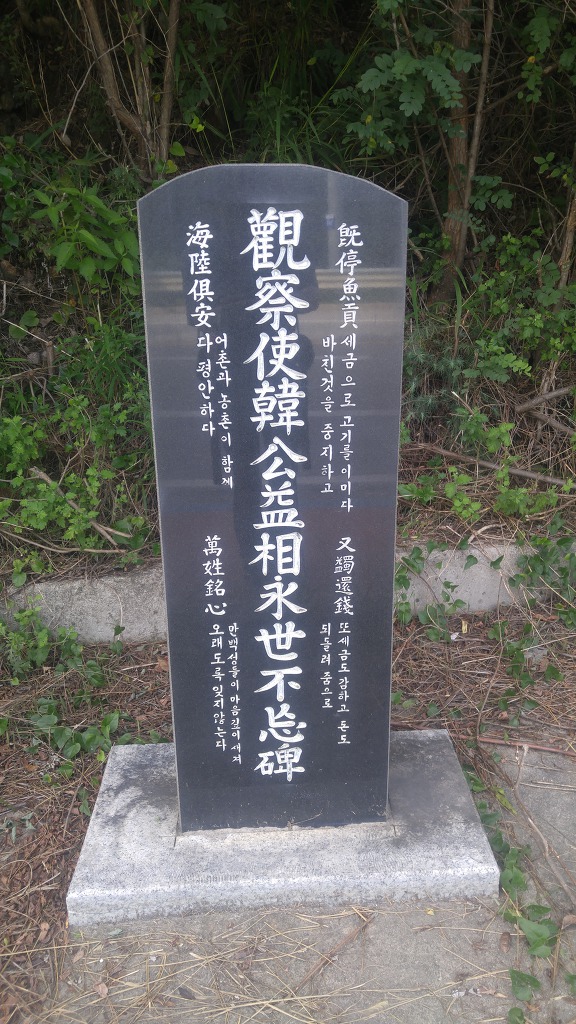 旣停魚貢
세금으로 고기를 이미 다
바친것을 중지하고
又蠲還錢
또 세금도 감하고 돈도
되돌려 줌으로
觀察使韓公益相永世不忘碑
海陸俱安
어촌과 농촌이 함께
다 평안하다
萬姓銘心
만백성들이 마음깊이 새겨
오래도록 잊지않는다